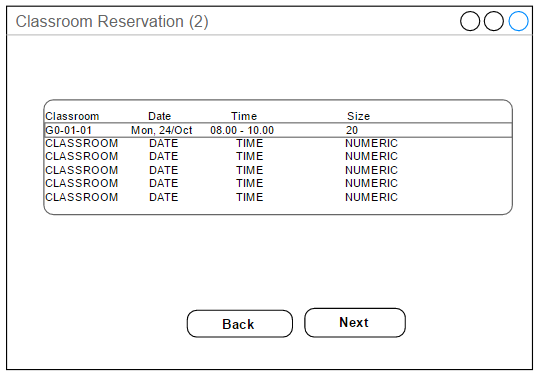 Classroom Reservation (2)
Classroom Date Time Size
G0-01-01 Mon, 24/Oct 08.00 - 10.00 20
CLASSROOM DATE TIME NUMERIC
CLASSROOM DATE TIME NUMERIC
CLASSROOM DATE TIME NUMERIC
CLASSROOM DATE TIME NUMERIC
CLASSROOM DATE TIME NUMERIC
Back Next